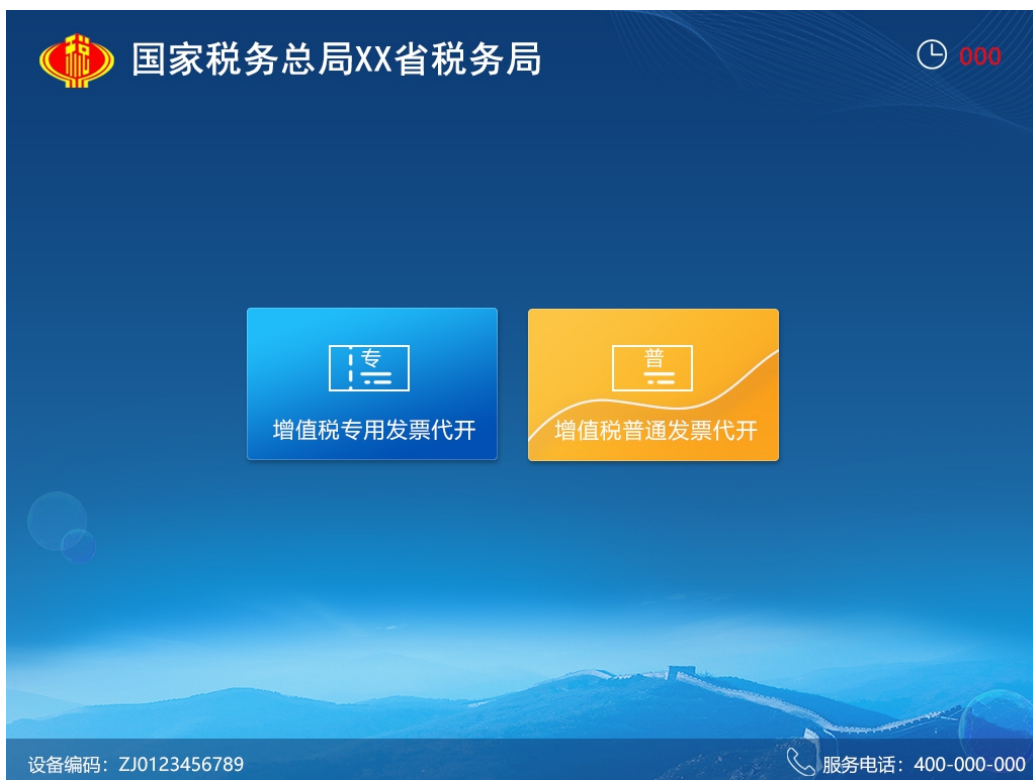 国家税务总局XX省税务局
000
专
增值税专用发票代开
普
增值税普通发票代开
设备编码：ZJ0123456789
服务电话：400-000-000